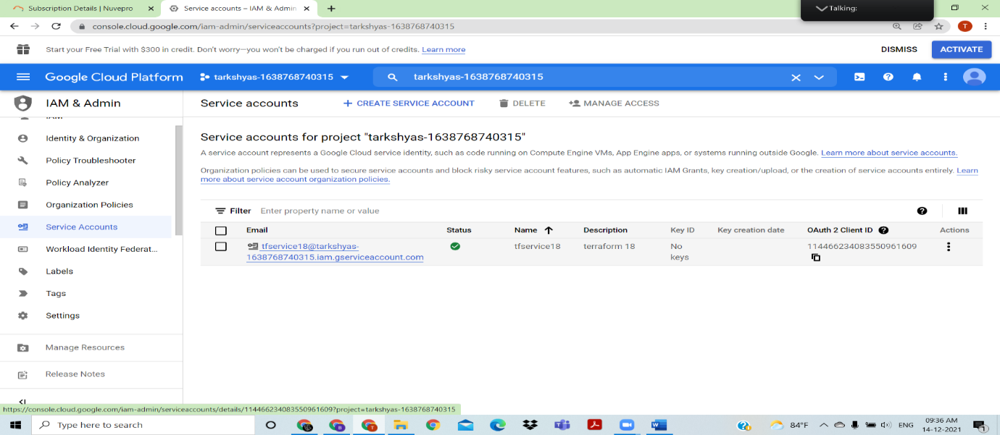 Subscription Details | Nuvepro
Service accounts – IAM & Admin
Talking:
console.cloud.google.com/iam-admin/serviceaccounts?project=tarkshyas-1638768740315
T
Start your Free Trial with $300 in credit. Don't worry—you won't be charged if you run out of credits. Learn more
DISMISS
ACTIVATE
Google Cloud Platform
tarkshyas-1638768740315
tarkshyas-1638768740315
IAM & Admin
Service accounts
+ CREATE SERVICE ACCOUNT
DELETE
MANAGE ACCESS
IAM
Identity & Organization
Policy Troubleshooter
Policy Analyzer
Organization Policies
Service Accounts
Workload Identity Federat...
Labels
Tags
Settings
Manage Resources
Release Notes
Service accounts for project "tarkshyas-1638768740315"
A service account represents a Google Cloud service identity, such as code running on Compute Engine VMs, App Engine apps, or systems running outside Google. Learn more about service accounts.
Organization policies can be used to secure service accounts and block risky service account features, such as automatic IAM Grants, key creation/upload, or the creation of service accounts entirely. Learn
more about service account organization policies.
Filter Enter property name or value
Email Status Name Description Key ID Key creation date OAuth 2 Client ID Actions
tfservice18@tarkshyas- tfservice18 terraform 18 No 114466234083550961609
1638768740315.iam.gserviceaccount.com keys
https://console.cloud.google.com/iam-admin/serviceaccounts/details/114466234083550961609?project=tarkshyas-1638768740315
Type here to search
84°F
ENG
09:36 AM
14-12-2021
1